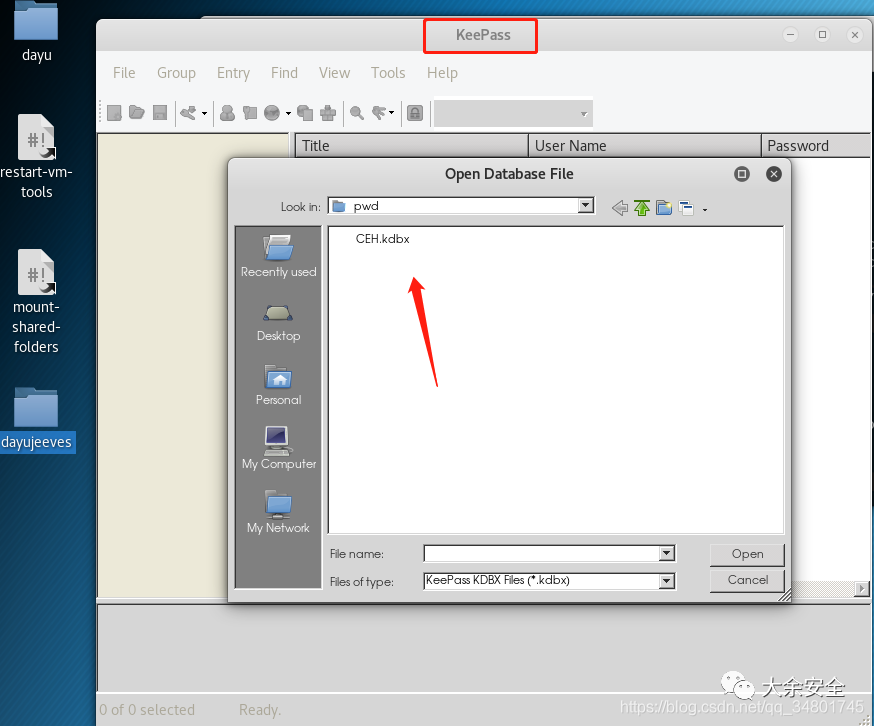 dayu
restart-vm-
tools
mount-
shared-
folders
dayujeeves
KeePass
File Group Entry Find View Tools Help
Title User Name Password
Open Database File
Look in: pwd
CEH.kdbx
Recently used
Desktop
Personal
My Computer
My Network
File name: Open
Files of type: KeePass KDBX Files (*.kdbx) Cancel
大余安全
https://blog.csdn.net/qq_34801745
0 of 0 selected Ready.